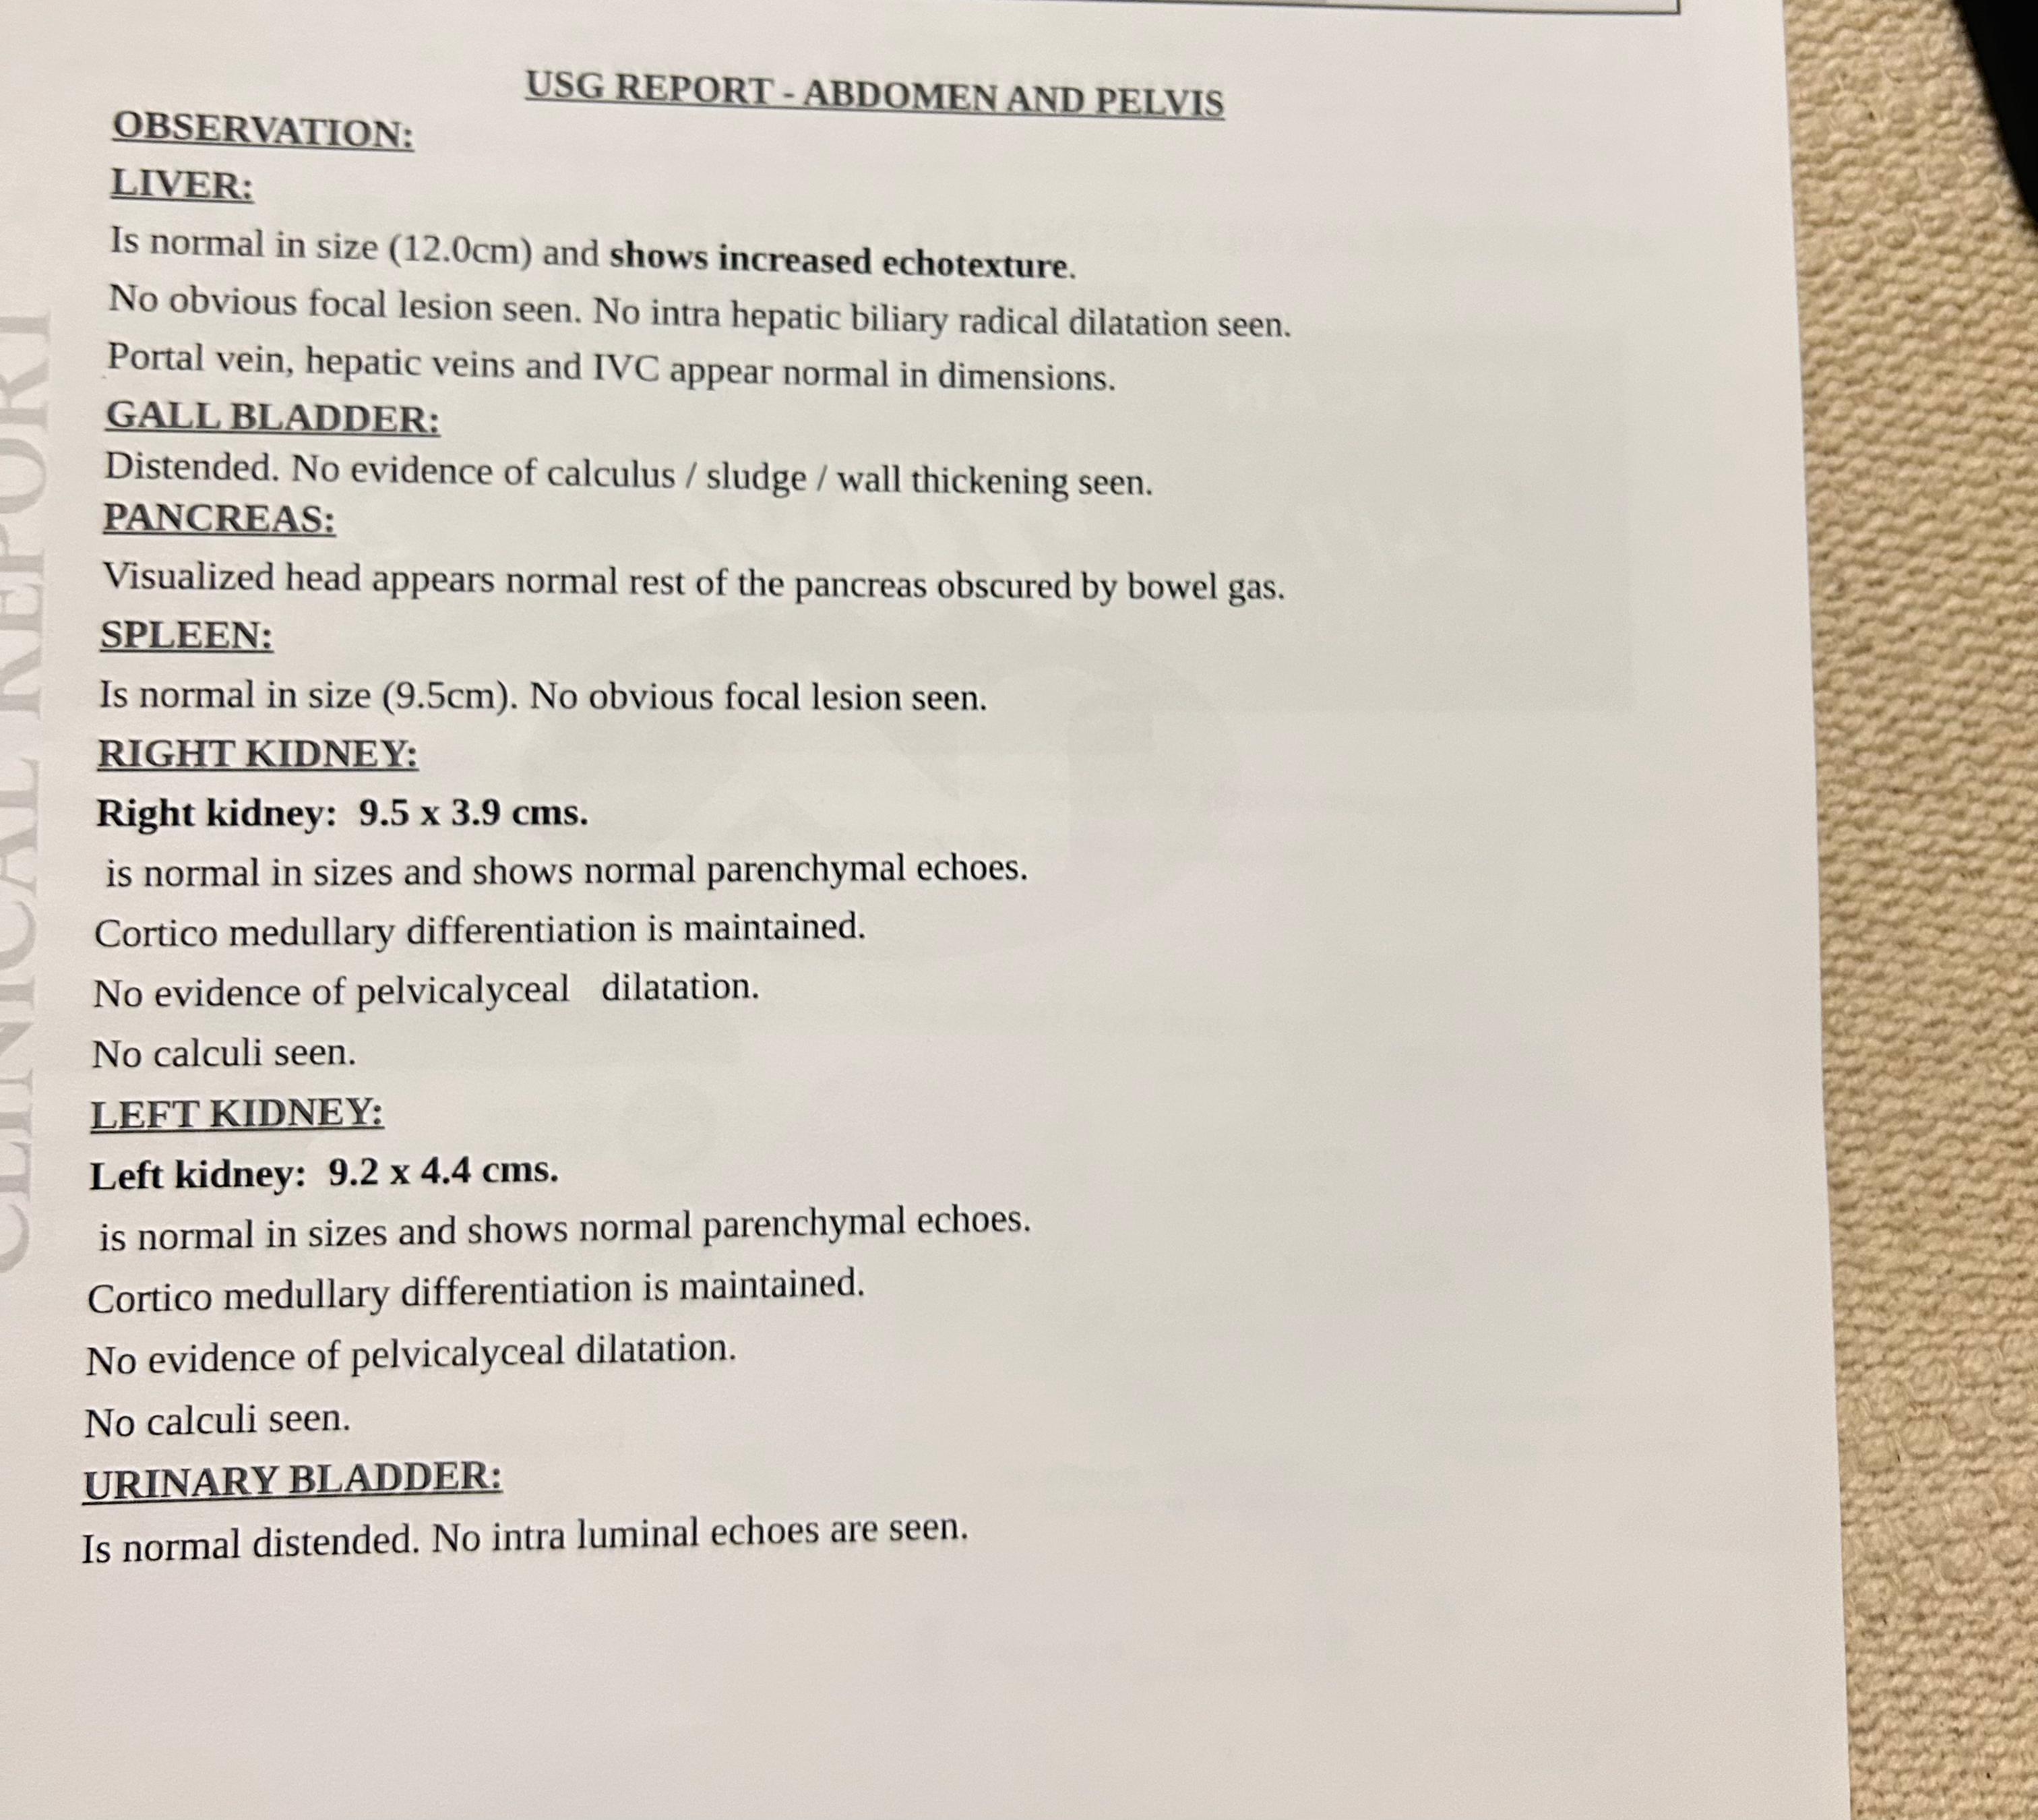 USG REPORT - ABDOMEN AND PELVIS
OBSERVATION:
LIVER:
Is normal in size (12.0cm) and shows increased echotexture.
No obvious focal lesion seen. No intra hepatic biliary radical dilatation seen.
Portal vein, hepatic veins and IVC appear normal in dimensions.
GALL BLADDER:
Distended. No evidence of calculus / sludge / wall thickening seen.
PANCREAS:
Visualized head appears normal rest of the pancreas obscured by bowel gas.
SPLEEN:
Is normal in size (9.5cm). No obvious focal lesion seen.
RIGHT KIDNEY:
Right kidney: 9.5 x 3.9 cms.
is normal in sizes and shows normal parenchymal echoes.
Cortico medullary differentiation is maintained.
No evidence of pelvicalyceal dilatation.
No calculi seen.
LEFT KIDNEY:
Left kidney: 9.2 x 4.4 cms.
is normal in sizes and shows normal parenchymal echoes.
Cortico medullary differentiation is maintained.
No evidence of pelvicalyceal dilatation.
No calculi seen.
URINARY BLADDER:
Is normal distended. No intra luminal echoes are seen.
CLINICAL REPORT